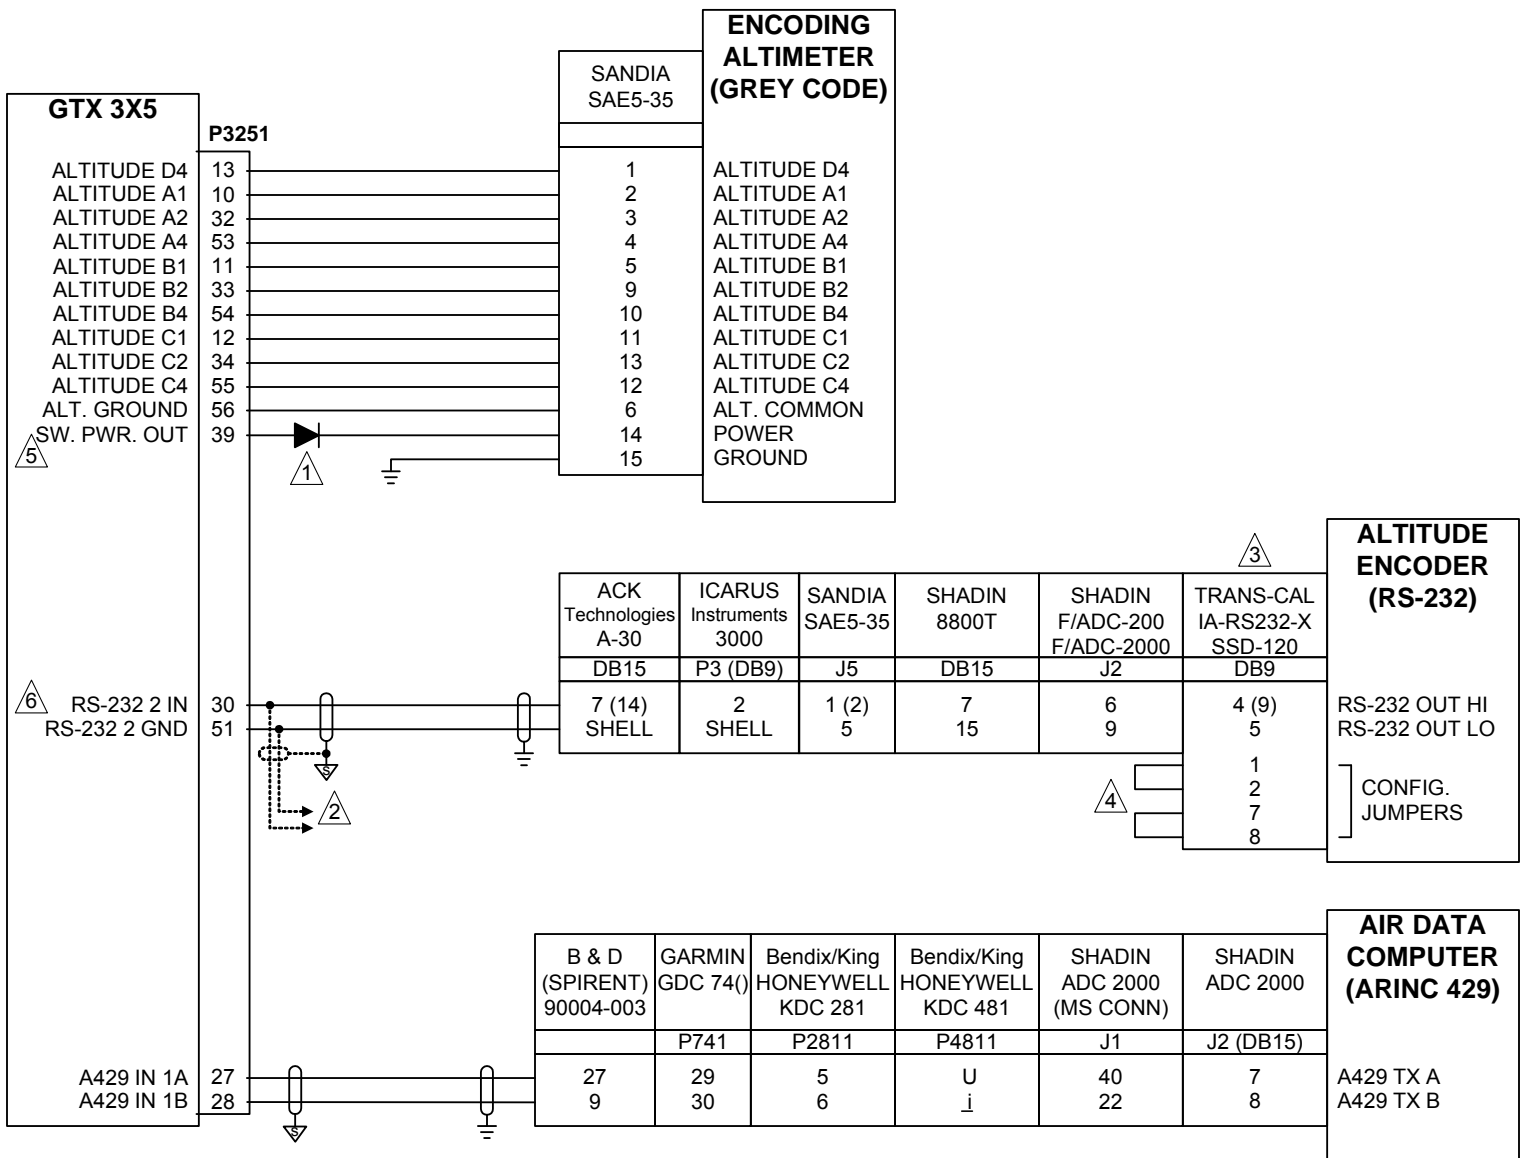 ENCODING
ALTIMETER
(GREY CODE)
SANDIA
SAE5-35
GTX 3X5
P3251
ALTITUDE D4 13 1 ALTITUDE D4
ALTITUDE A1 10 2 ALTITUDE A1
ALTITUDE A2 32 3 ALTITUDE A2
ALTITUDE A4 53 4 ALTITUDE A4
ALTITUDE B1 11 5 ALTITUDE B1
ALTITUDE B2 33 9 ALTITUDE B2
ALTITUDE B4 54 10 ALTITUDE B4
ALTITUDE C1 12 11 ALTITUDE C1
ALTITUDE C2 34 13 ALTITUDE C2
ALTITUDE C4 55 12 ALTITUDE C4
ALT. GROUND 56 6 ALT. COMMON
SW. PWR. OUT 39 14 POWER
5 1 15 GROUND
ALTITUDE
ENCODER
(RS-232)
3
ACK
Technologies
A-30
ICARUS
Instruments
3000
SANDIA
SAE5-35
SHADIN
8800T
SHADIN
F/ADC-200
F/ADC-2000
TRANS-CAL
IA-RS232-X
SSD-120
DB15 P3 (DB9) J5 DB15 J2 DB9
6 RS-232 2 IN 30 7 (14) 2 1 (2) 7 6 4 (9) RS-232 OUT HI
RS-232 2 GND 51 SHELL SHELL 5 15 9 5 RS-232 OUT LO
S
2
4
1
2
7
8
CONFIG.
JUMPERS
AIR DATA
COMPUTER
(ARINC 429)
B & D
(SPIRENT)
90004-003
GARMIN
GDC 74()
Bendix/King
HONEYWELL
KDC 281
Bendix/King
HONEYWELL
KDC 481
SHADIN
ADC 2000
(MS CONN)
SHADIN
ADC 2000
P741 P2811 P4811 J1 J2 (DB15)
A429 IN 1A 27 27 29 5 U 40 7 A429 TX A
A429 IN 1B 28 9 30 6 i 22 8 A429 TX B
S